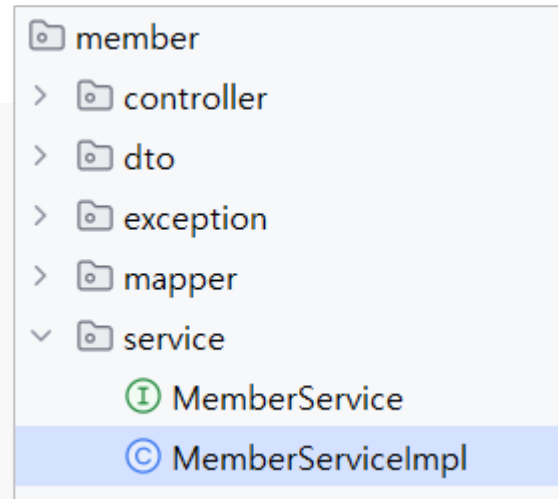 member
controller
dto
exception
mapper
service
I MemberService
C MemberServiceImpl